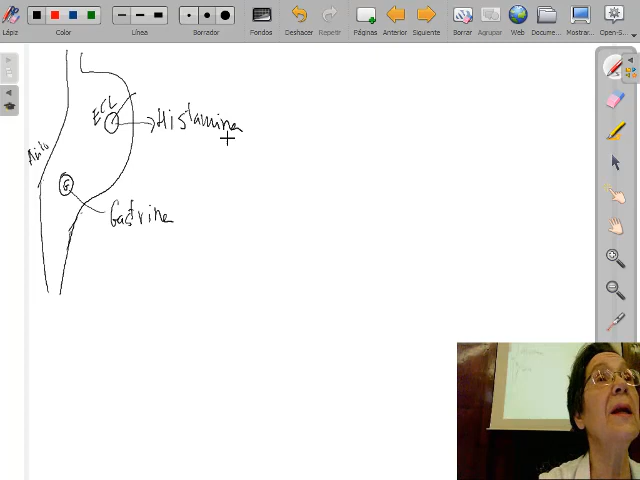 Lápiz Color Línea Borrador Fondos Deshacer Repetir Páginas Anterior Siguiente Borrar Agrupar Web Docume... Mostrar... Open-S...
ECL
Histamina
G
Gastrina